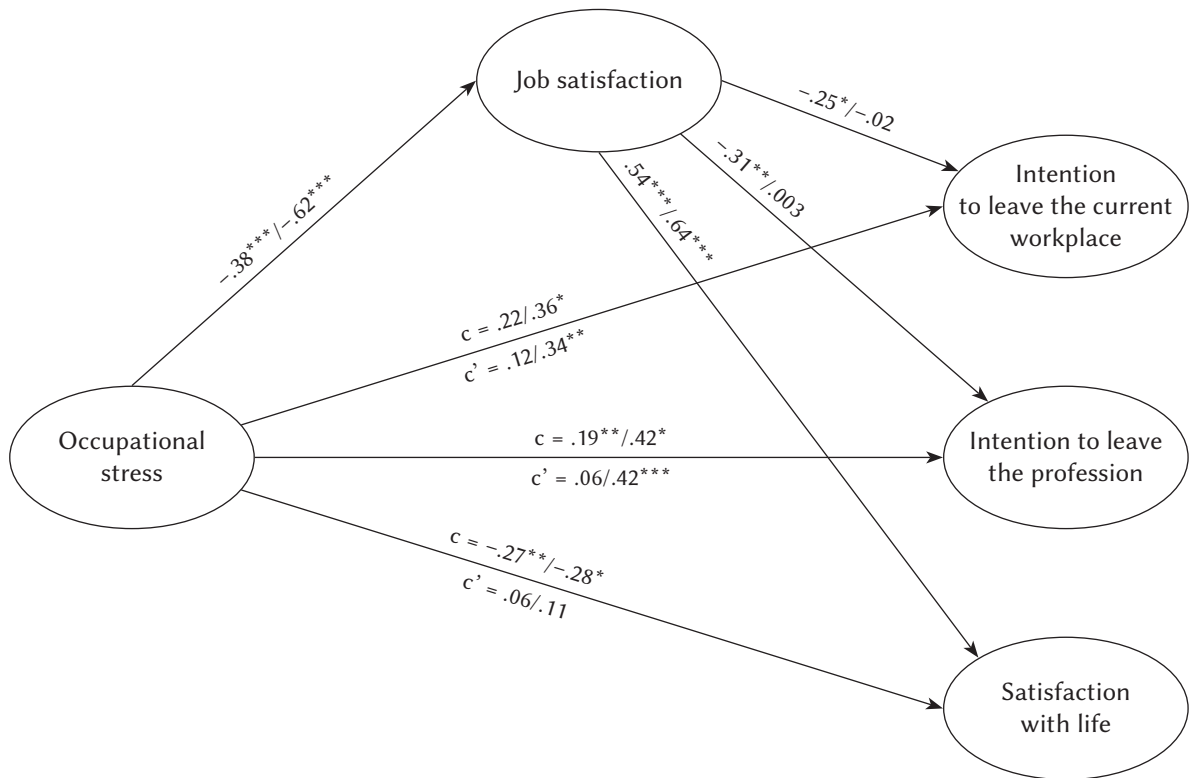 Job satisfaction
−.25*/−.02
Intention
to leave the current
workplace
−.31**/.003
.54***/.64***
−.38***/−.62***
c = .22/.36*
c’ = .12/.34**
Occupational
stress
c = .19**/.42*
c’ = .06/.42***
Intention to leave
the profession
c = −.27**/−.28*
c’ = .06/.11
Satisfaction
with life